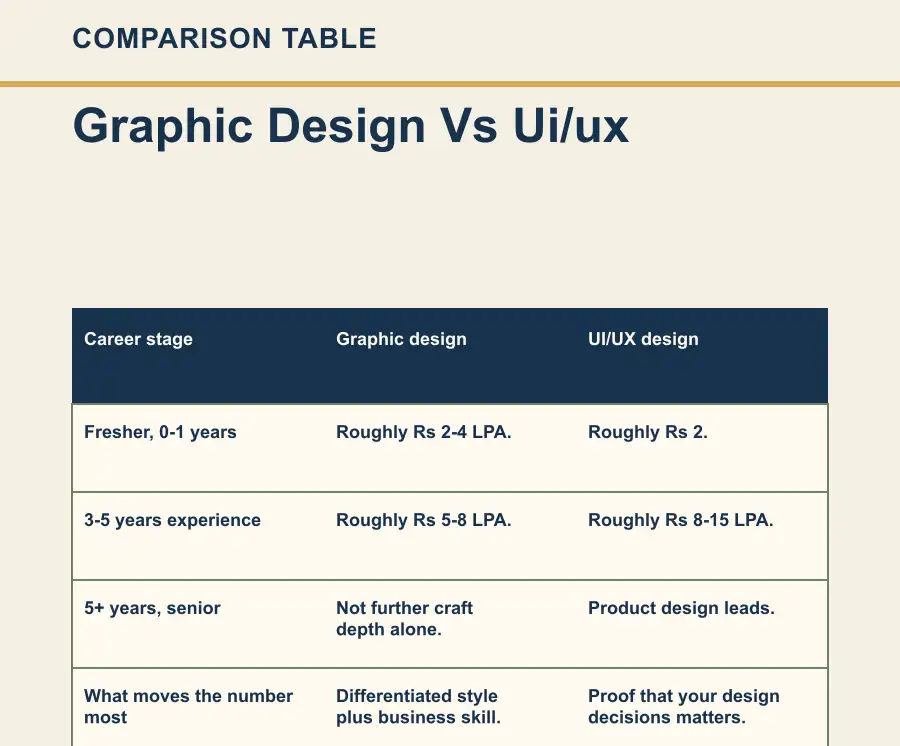 COMPARISON TABLE
Graphic Design Vs Ui/ux
Career stage
Graphic design
UI/UX design
Fresher, 0-1 years
Roughly Rs 2-4 LPA.
Roughly Rs 2.
3-5 years experience
Roughly Rs 5-8 LPA.
Roughly Rs 8-15 LPA.
5+ years, senior
Not further craft
depth alone.
Product design leads.
What moves the number
most
Differentiated style
plus business skill.
Proof that your design
decisions matters.